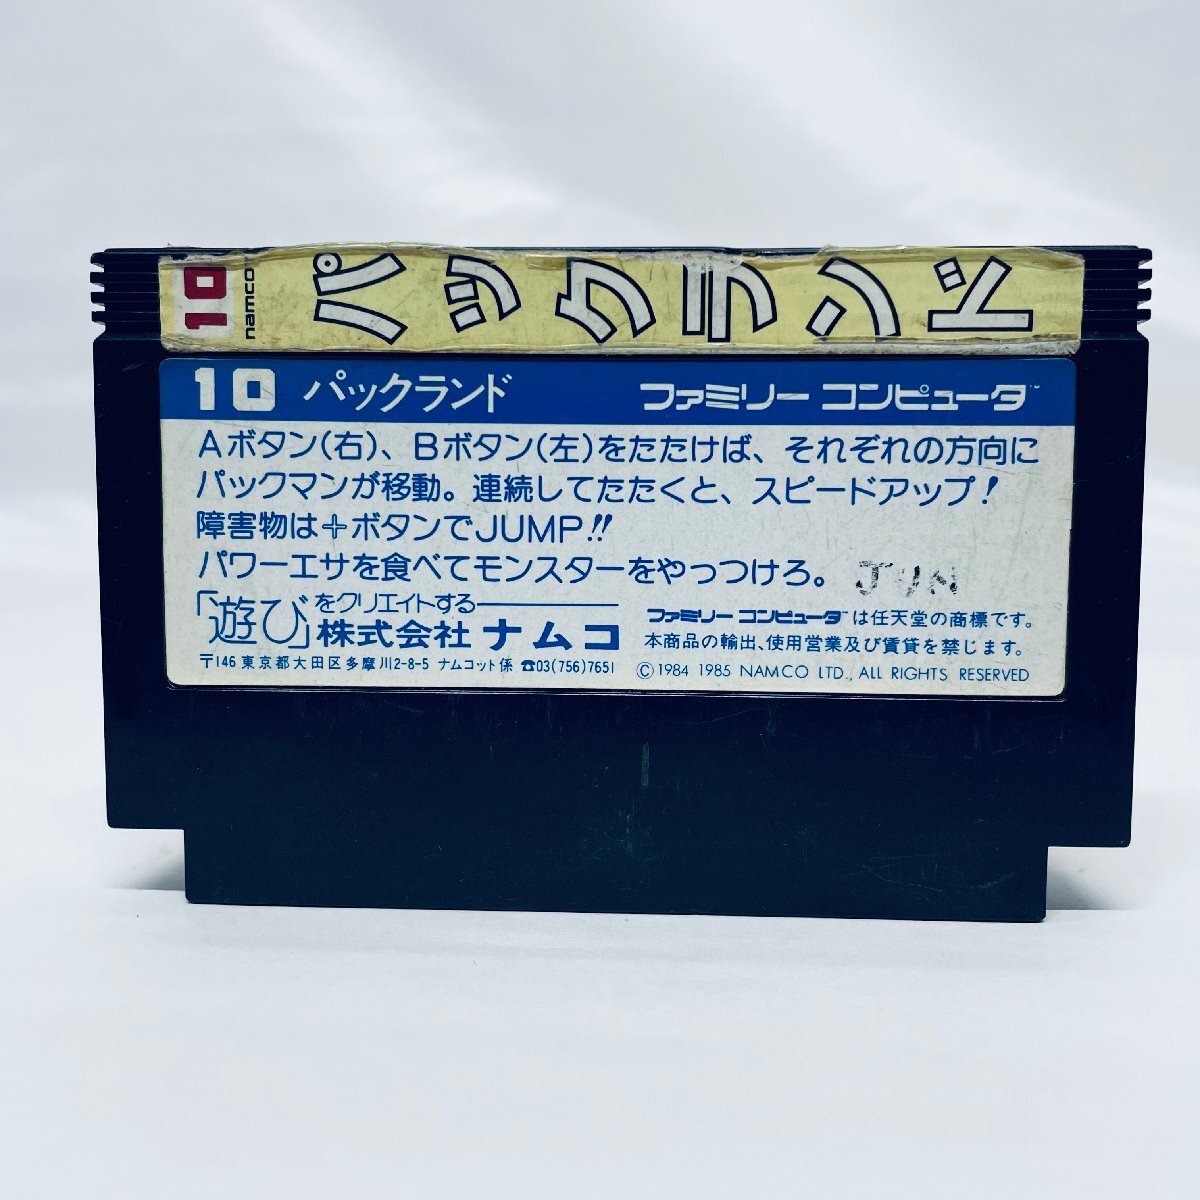 10 namco パックランド
10 パックランド ファミリー コンピュータ™
Aボタン(右)、Bボタン(左)をたたけば、それぞれの方向に
パックマンが移動。連続してたたくと、スピードアップ!
障害物は✛ボタンでJUMP!!
パワーエサを食べてモンスターをやっつけろ。 JUN
「遊び」をクリエイトする
株式会社 ナムコ
〒146 東京都大田区多摩川2-8-5 ナムコット係 ☎03(756)7651
ファミリー コンピュータ™は任天堂の商標です。
本商品の輸出、使用営業及び賃貸を禁じます。
©1984 1985 NAMCO LTD., ALL RIGHTS RESERVED